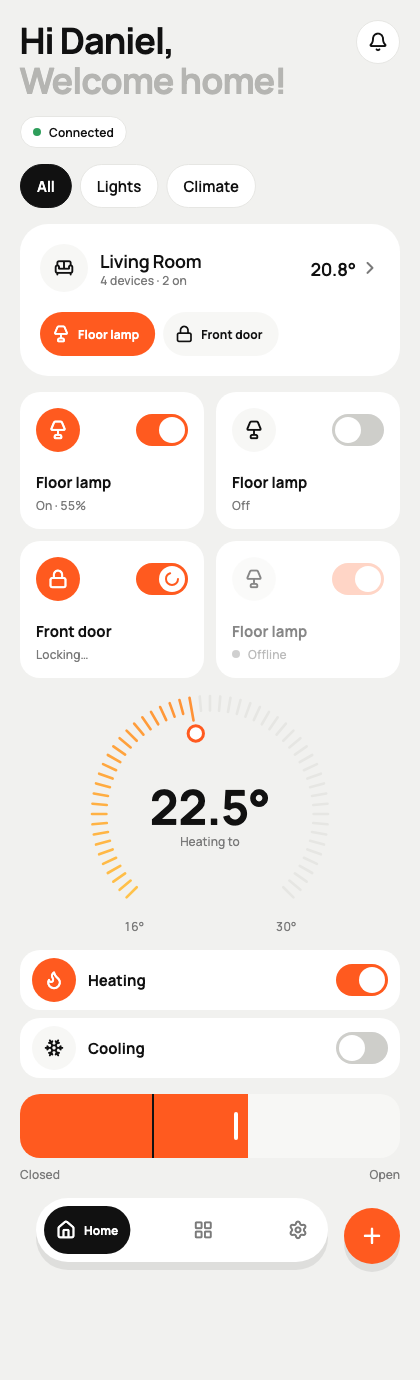 Hi Daniel,
Welcome home!
Connected
All Lights Climate
Living Room
4 devices · 2 on
20.8°
Floor lamp Front door
Floor lamp
On · 55%
Floor lamp
Off
Front door
Locking...
Floor lamp
Offline
22.5°
Heating to
16° 30°
Heating
Cooling
Closed Open
Home